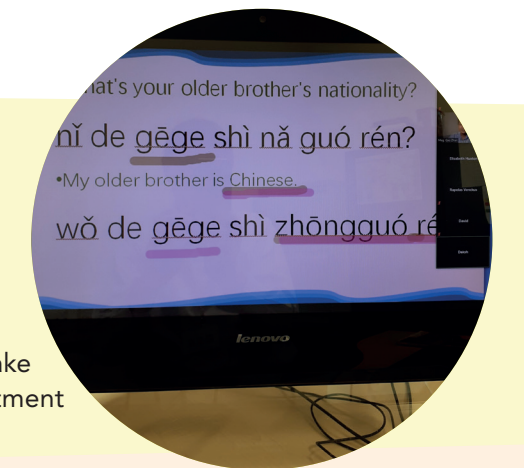 hat's your older brother's nationality?
nǐ de gēge shì nǎ guó rén?
•My older brother is Chinese.
wǒ de gēge shì zhōngguó ré
lenovo
ake
tment